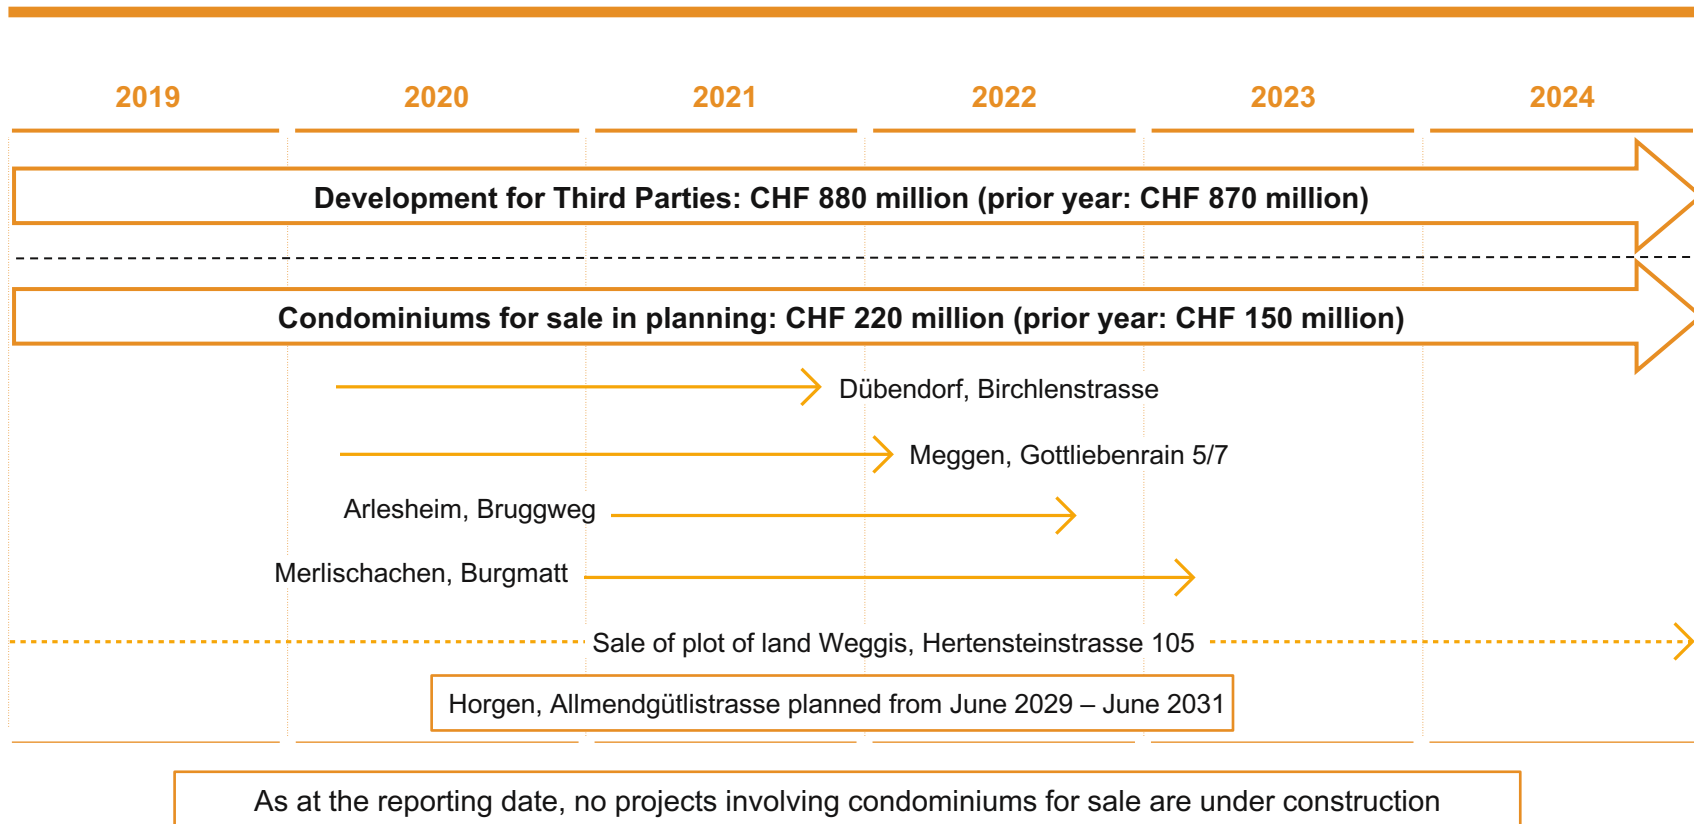 2019 2020 2021 2022 2023 2024
Development for Third Parties: CHF 880 million (prior year: CHF 870 million)
Condominiums for sale in planning: CHF 220 million (prior year: CHF 150 million)
Dübendorf, Birchlenstrasse
Meggen, Gottliebenrain 5/7
Arlesheim, Bruggweg
Merlischachen, Burgmatt
Sale of plot of land Weggis, Hertensteinstrasse 105
Horgen, Allmendgütlistrasse planned from June 2029 – June 2031
As at the reporting date, no projects involving condominiums for sale are under construction